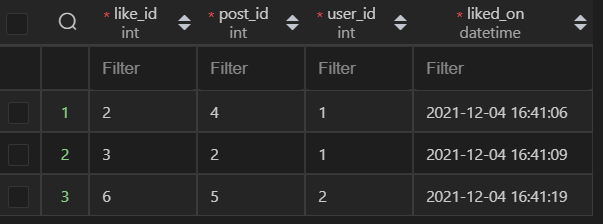 * like_id * post_id * user_id * liked_on
int int int datetime
Filter Filter Filter Filter
1 2 4 1 2021-12-04 16:41:06
2 3 2 1 2021-12-04 16:41:09
3 6 5 2 2021-12-04 16:41:19